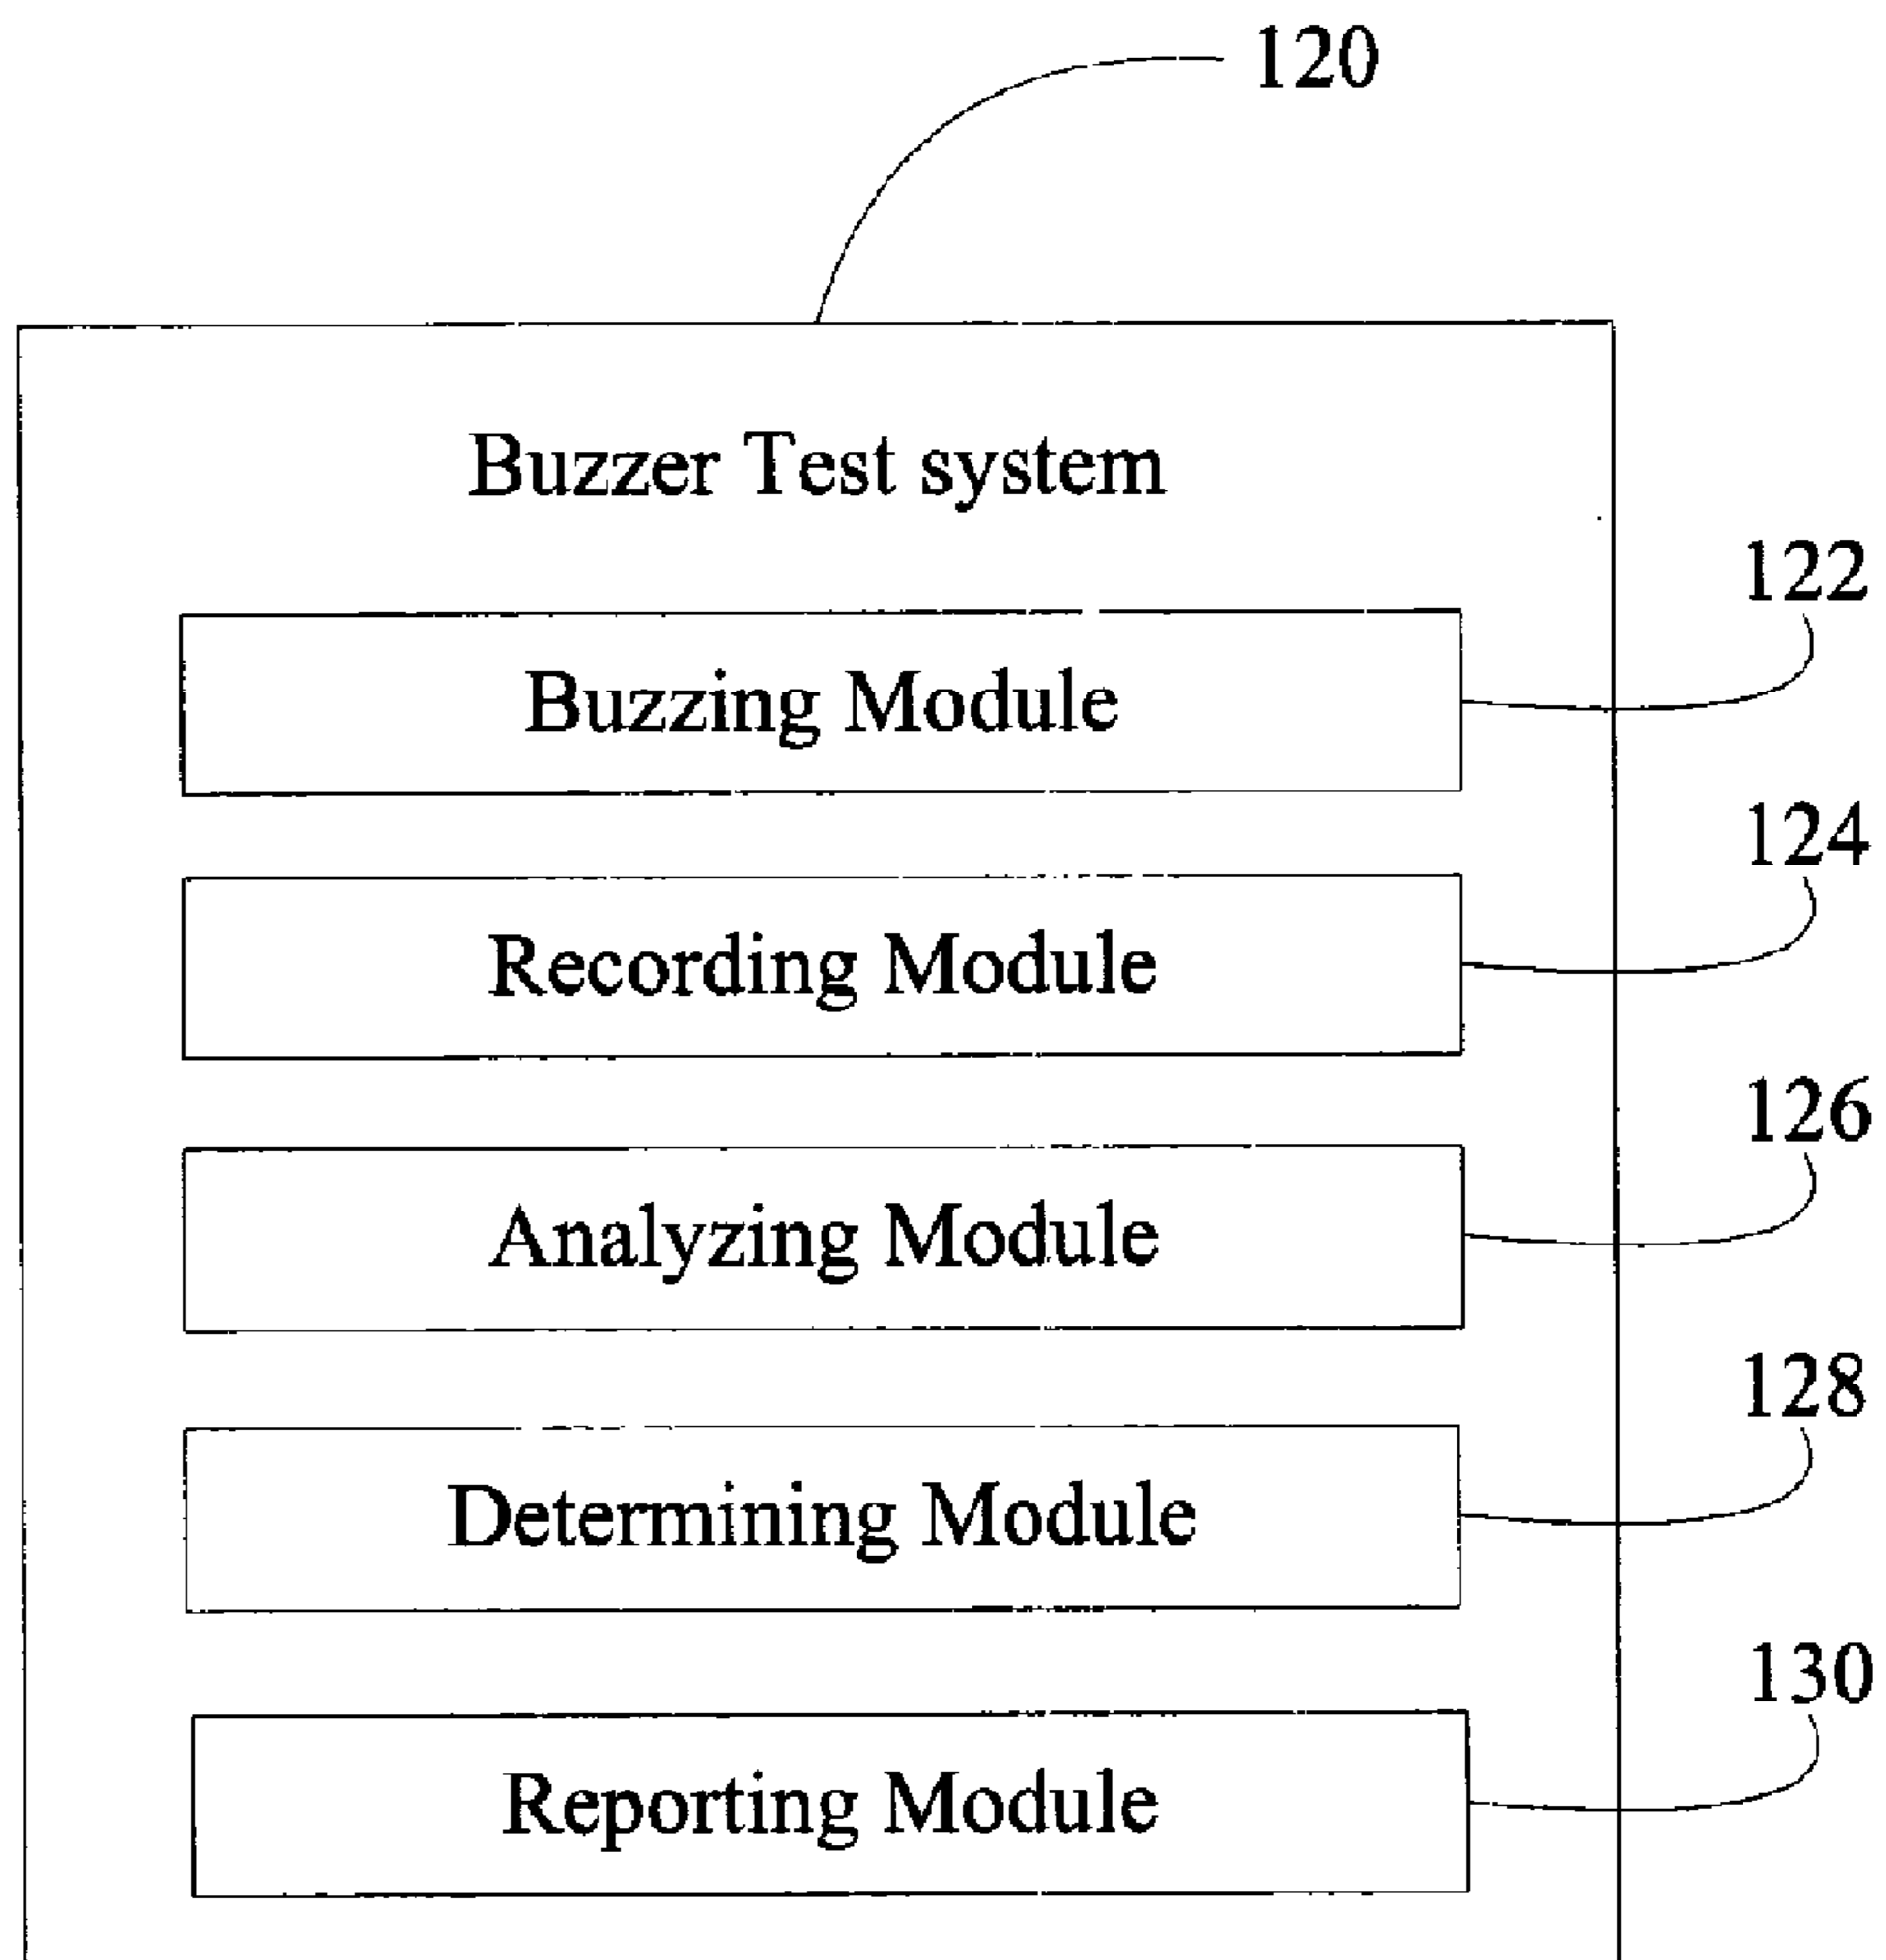 120
Buzzer Test system
122
Buzzing Module
124
Recording Module
126
Analyzing Module
128
Determining Module
130
Reporting Module